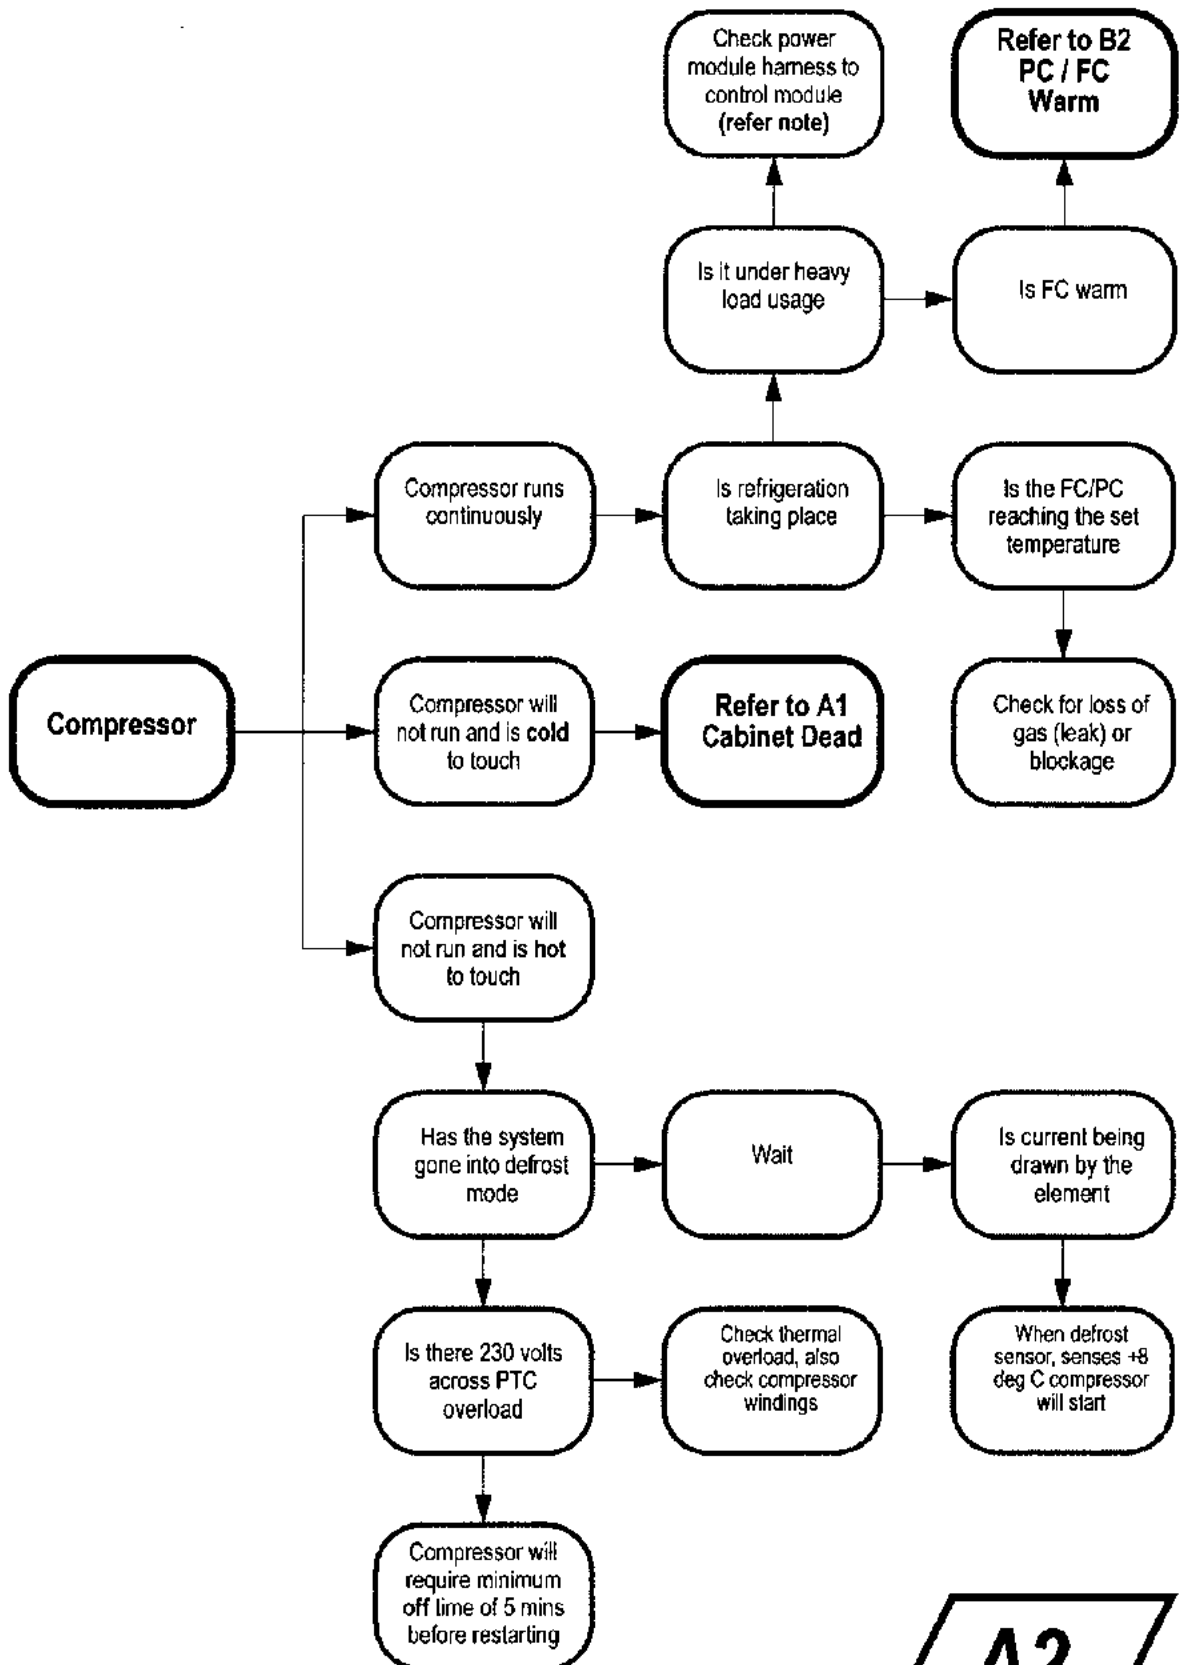 Check power
module harness to
control module
(refer note)
Refer to B2
PC / FC
Warm
Is it under heavy
load usage
Is FC warm
Compressor runs
continuously
Is refrigeration
taking place
Is the FC/PC
reaching the set
temperature
Compressor
Compressor will
not run and is cold
to touch
Refer to A1
Cabinet Dead
Check for loss of
gas (leak) or
blockage
Compressor will
not run and is hot
to touch
Has the system
gone into defrost
mode
Wait
Is current being
drawn by the
element
Is there 230 volts
across PTC
overload
Check thermal
overload, also
check compressor
windings
When defrost
sensor, senses +8
deg C compressor
will start
Compressor will
require minimum
off time of 5 mins
before restarting
A2